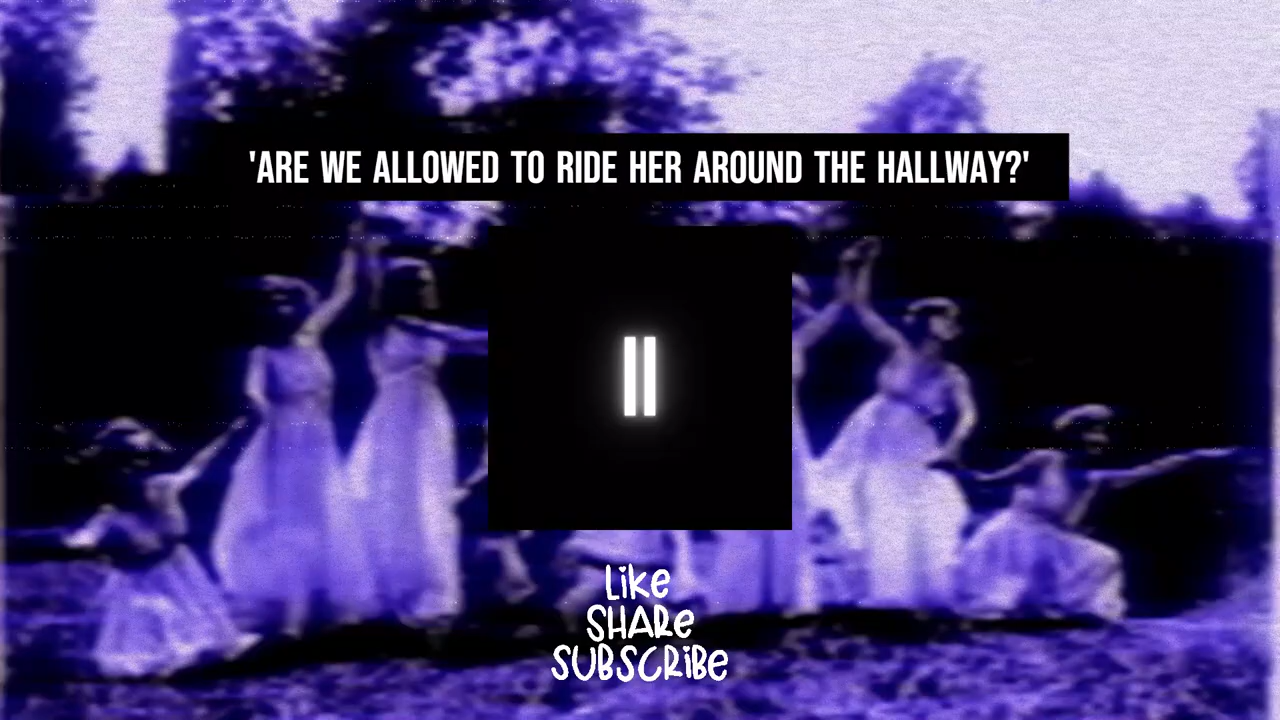 'ARE WE ALLOWED TO RIDE HER AROUND THE HALLWAY?'
LIKE
SHARE
SUBSCRIBE